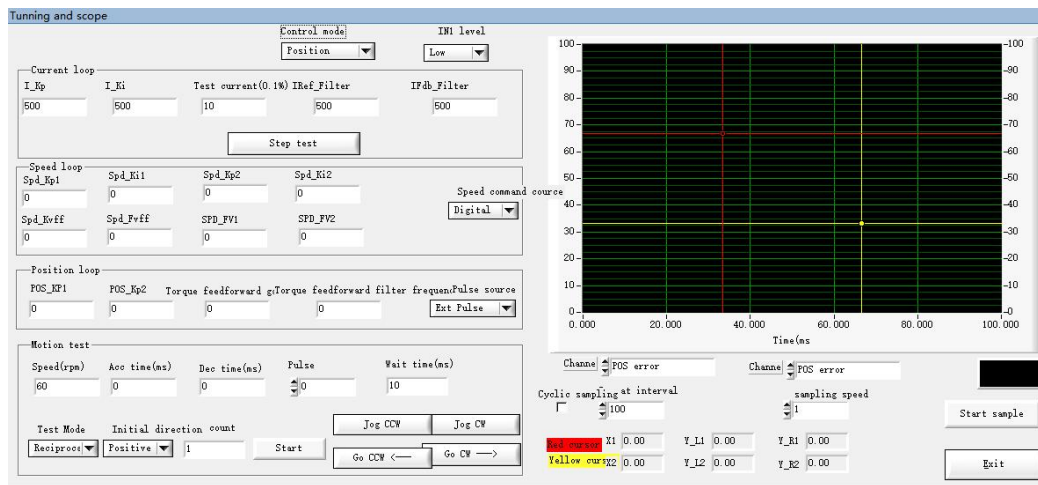 Tunning and scope
Control mode IN1 level
Position Low
Current loop
I_Kp I_Ki Test current(0.1%) IRef_Filter IFdb_Filter
500 500 10 500 500
Step test
Speed loop
Spd_Kp1 Spd_Ki1 Spd_Kp2 Spd_Ki2
0 0 0 0
Speed command cource
Digital
Spd_Kvff Spd_Fvff SPD_FV1 SPD_FV2
0 0 0 0
Position loop
POS_KP1 POS_Kp2 Torque feedforward Torque feedforward filter Pulse source
0 0 0 0 Ext Pulse
Motion test
Speed(rpm) Acc time(ms) Dec time(ms) Pulse Wait time(ms)
60 0 0 0 10
Test Mode Initial direction count
Reciproc Positive 1 Start
Jog CCW Jog CW
Go CCW <— Go CW —>
100 100
90 90
80 80
70 70
60 60
50 50
40 40
30 30
20 20
10 10
0 0
0.000 20.000 40.000 60.000 80.000 100.000
Time(ms
Channe POS error Channe POS error
Cyclic sampling at interval sampling speed
100 1
Start sample
Red cursor X1 0.00 Y_L1 0.00 Y_R1 0.00
Yellow curs X2 0.00 Y_L2 0.00 Y_R2 0.00
Exit